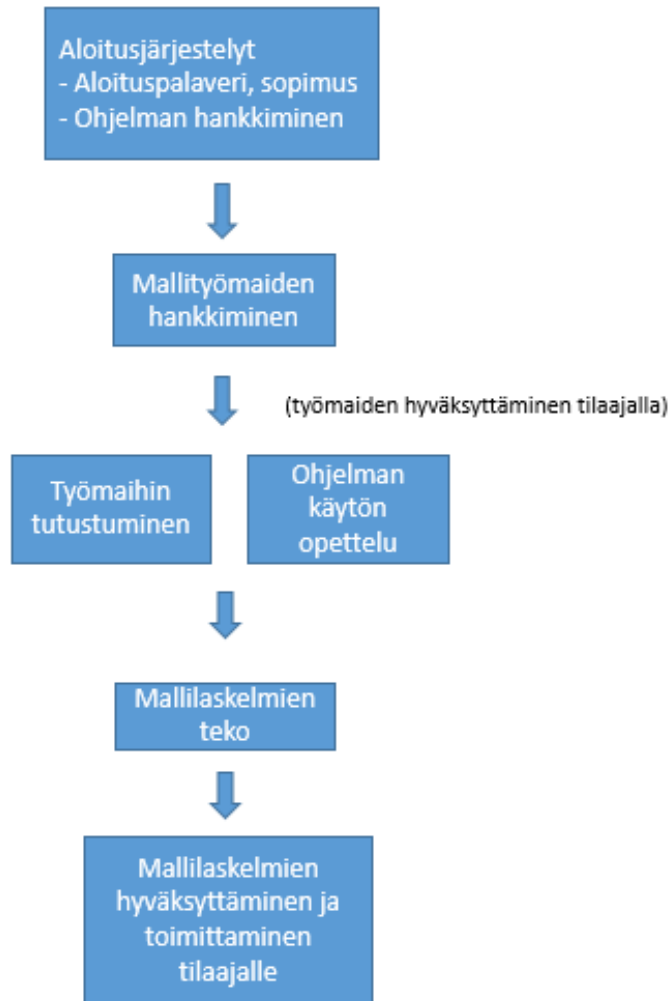 Aloitusjärjestelyt
- Aloituspalaveri, sopimus
- Ohjelman hankkiminen
Mallityömaiden
hankkiminen
(työmaiden hyväksyttäminen tilaajalla)
Työmaihin
tutustuminen
Ohjelman
käytön
opettelu
Mallilaskelmien
teko
Mallilaskelmien
hyväksyttäminen ja
toimittaminen
tilaajalle